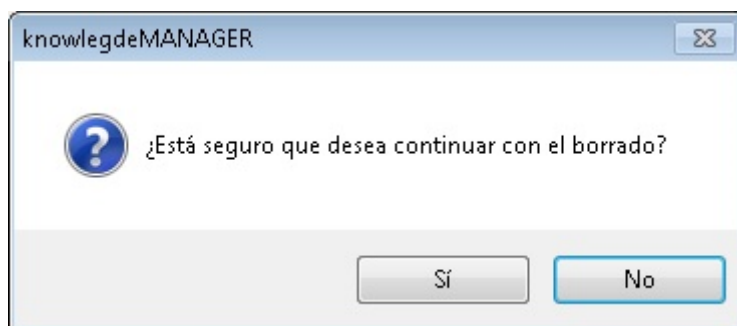 knowlegdeMANAGER
¿Está seguro que desea continuar con el borrado?
Sí
No